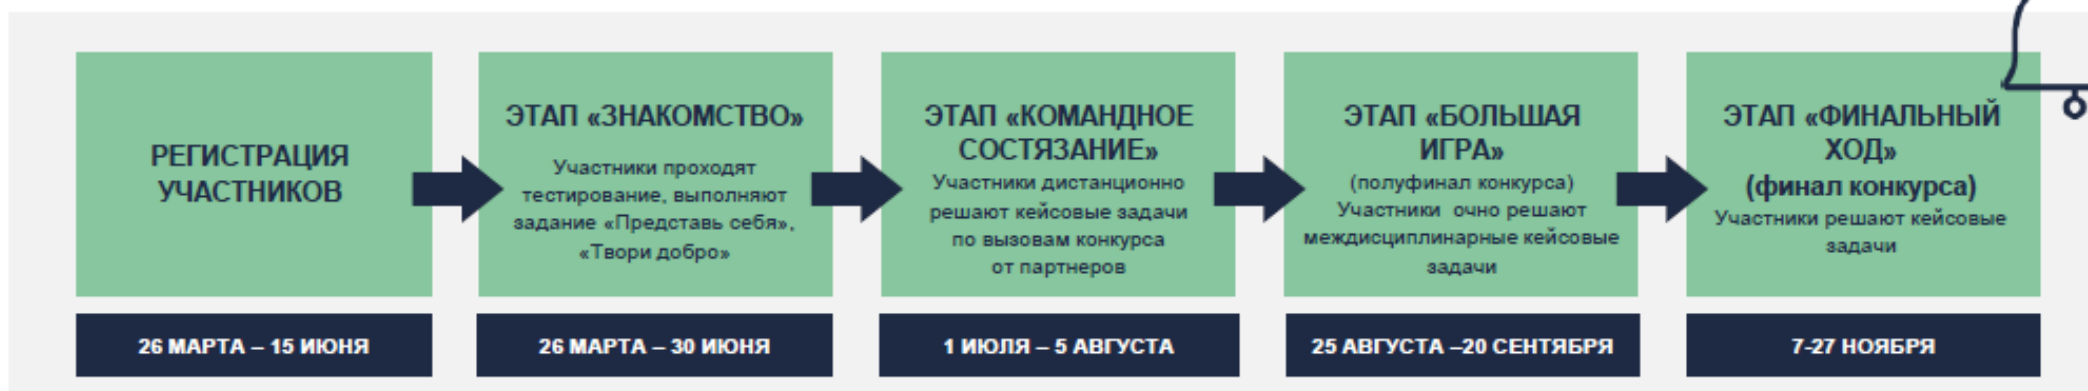 РЕГИСТРАЦИЯ
УЧАСТНИКОВ
26 МАРТА – 15 ИЮНЯ
ЭТАП «ЗНАКОМСТВО»
Участники проходят
тестирование, выполняют
задание «Представь себя»,
«Твори добро»
26 МАРТА – 30 ИЮНЯ
ЭТАП «КОМАНДНОЕ
СОСТЯЗАНИЕ»
Участники дистанционно
решают кейсовые задачи
по вызовам конкурса
от партнеров
1 ИЮЛЯ – 5 АВГУСТА
ЭТАП «БОЛЬШАЯ
ИГРА»
(полуфинал конкурса)
Участники очно решают
междисциплинарные кейсовые
задачи
25 АВГУСТА –20 СЕНТЯБРЯ
ЭТАП «ФИНАЛЬНЫЙ
ХОД»
(финал конкурса)
Участники решают кейсовые
задачи
7-27 НОЯБРЯ